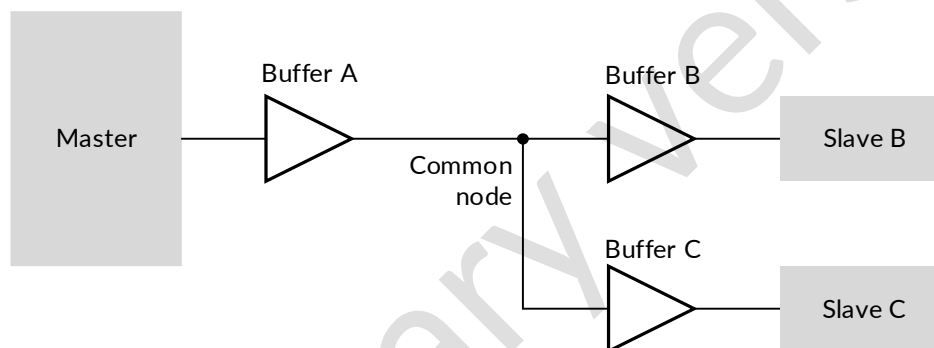 Master
Buffer A
Common
node
Buffer B
Slave B
Buffer C
Slave C